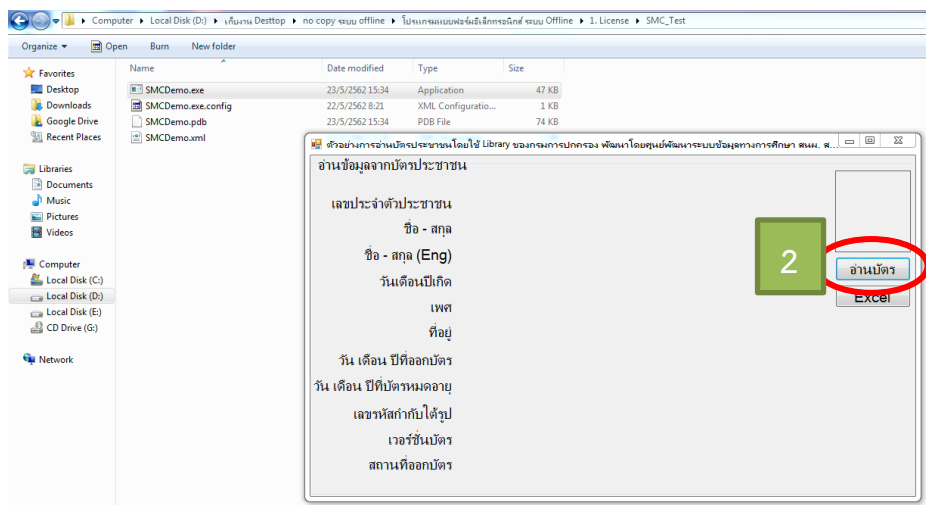 Computer ▸ Local Disk (D:) ▸ เก็บงาน Desttop ▸ no copy ระบบ offline ▸ โปรแกรมแบบฟอร์มอิเล็กทรอนิกส์ ระบบ Offline ▸ 1. License ▸ SMC_Test
Organize Open Burn New folder
Name Date modified Type Size
Favorites
Desktop
Downloads
Google Drive
Recent Places
Libraries
Documents
Music
Pictures
Videos
Computer
Local Disk (C:)
Local Disk (D:)
Local Disk (E:)
CD Drive (G:)
Network
SMCDemo.exe 23/5/2562 15:34 Application 47 KB
SMCDemo.exe.config 22/5/2562 8:21 XML Configuratio... 1 KB
SMCDemo.pdb 23/5/2562 15:34 PDB File 74 KB
SMCDemo.xml
ตัวอย่างการอ่านบัตรประชาชนโดยใช้ Library ของกรมการปกครอง พัฒนาโดยศูนย์พัฒนาระบบข้อมูลทางการศึกษา สนผ. ส...
อ่านข้อมูลจากบัตรประชาชน
เลขประจำตัวประชาชน
ชื่อ - สกุล
ชื่อ - สกุล (Eng)
วันเดือนปีเกิด
เพศ
ที่อยู่
วัน เดือน ปีที่ออกบัตร
วัน เดือน ปีที่บัตรหมดอายุ
เลขรหัสกำกับใต้รูป
เวอร์ชั่นบัตร
สถานที่ออกบัตร
2
อ่านบัตร
Excel